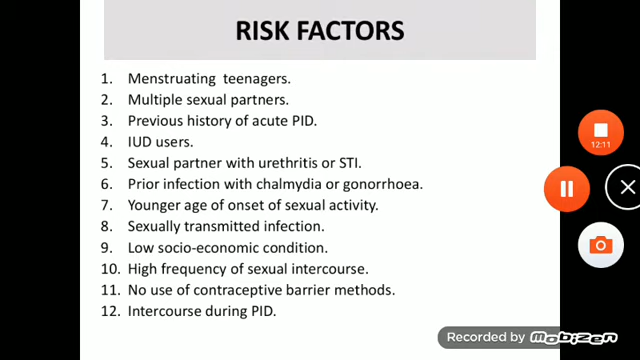 RISK FACTORS
1. Menstruating teenagers.
2. Multiple sexual partners.
3. Previous history of acute PID.
4. IUD users.
5. Sexual partner with urethritis or STI.
6. Prior infection with chalmydia or gonorrhoea.
7. Younger age of onset of sexual activity.
8. Sexually transmitted infection.
9. Low socio-economic condition.
10. High frequency of sexual intercourse.
11. No use of contraceptive barrier methods.
12. Intercourse during PID.
12:11
Recorded by Mobizen